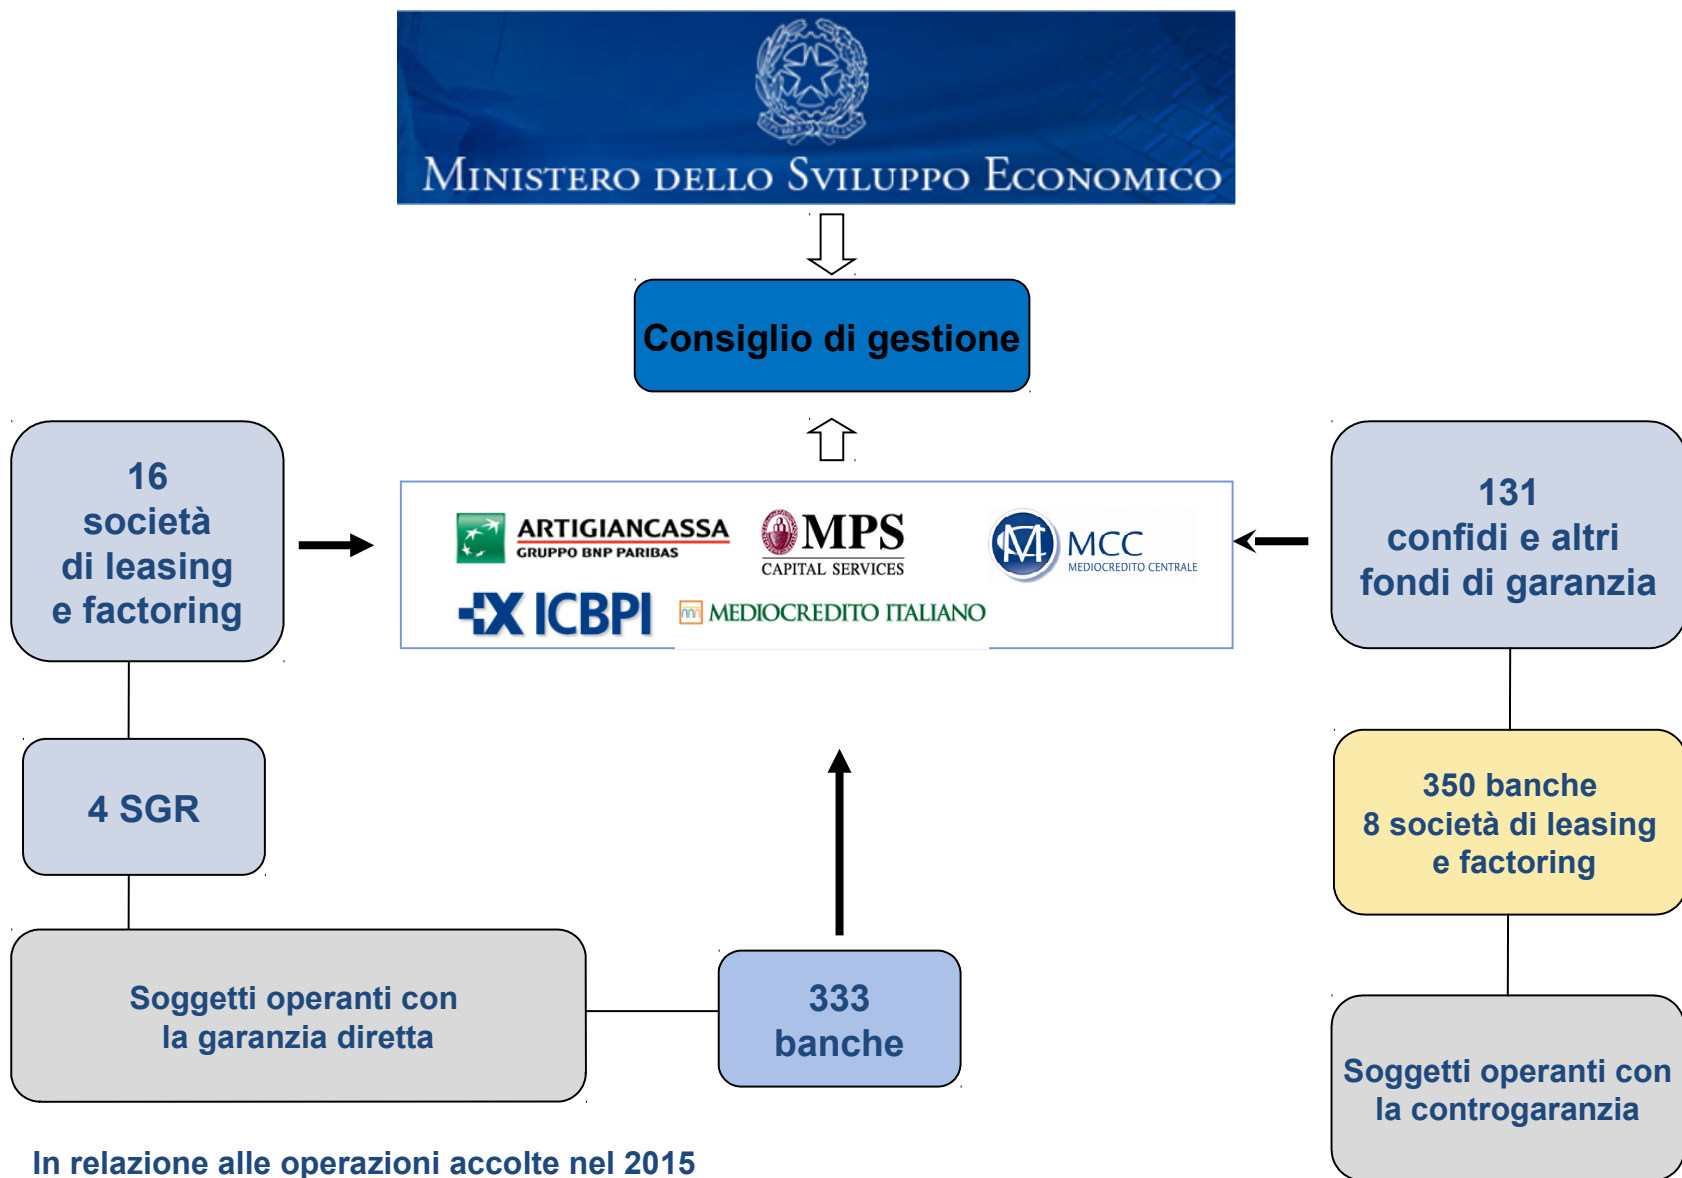 MINISTERO DELLO SVILUPPO ECONOMICO
Consiglio di gestione
16
società
di leasing
e factoring
ARTIGIANCASSA
GRUPPO BNP PARIBAS
MPS
CAPITAL SERVICES
MCC
MEDIOCREDITO CENTRALE
ICBPI
MEDIOCREDITO ITALIANO
131
confidi e altri
fondi di garanzia
4 SGR
350 banche
8 società di leasing
e factoring
Soggetti operanti con
la garanzia diretta
333
banche
Soggetti operanti con
la controgaranzia
In relazione alle operazioni accolte nel 2015